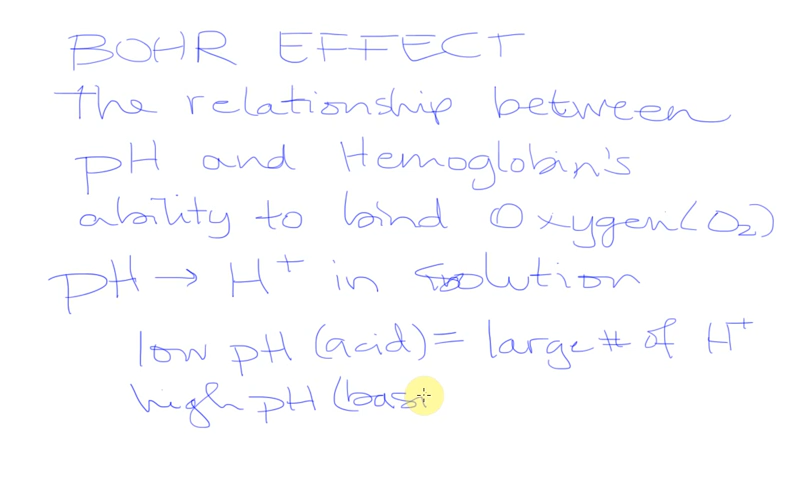 BOHR EFFECT
The relationship between
pH and Hemoglobin's
ability to bind Oxygen (O₂)
pH → H⁺ in solution
low pH (acid) = large # of H⁺
high pH (bas